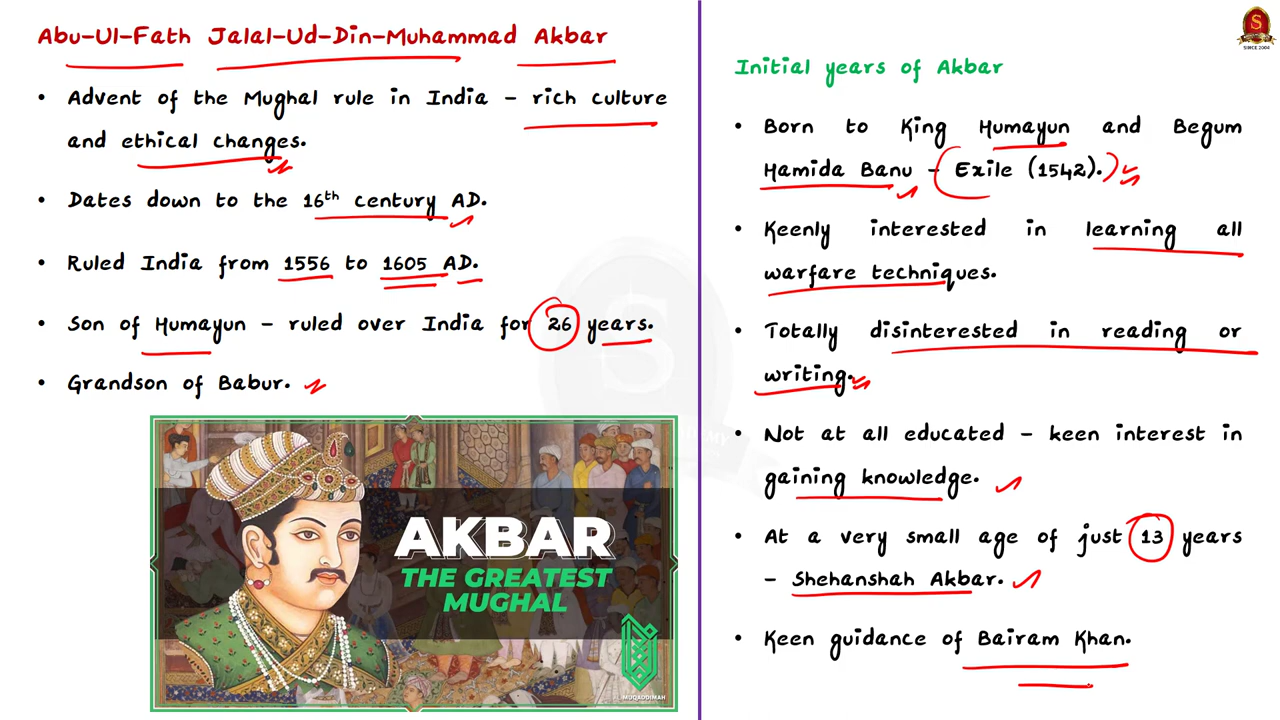 Abu-Ul-Fath Jalal-Ud-Din-Muhammad Akbar
• Advent of the Mughal rule in India – rich culture
and ethical changes.
• Dates down to the 16th century AD.
• Ruled India from 1556 to 1605 AD.
• Son of Humayun – ruled over India for 26 years.
• Grandson of Babur.
AKBAR
THE GREATEST
MUGHAL
MUQADDIMAH
S
SINCE 2004
Initial years of Akbar
• Born to King Humayun and Begum
Hamida Banu – Exile (1542).
• Keenly interested in learning all
warfare techniques.
• Totally disinterested in reading or
writing.
• Not at all educated – keen interest in
gaining knowledge.
• At a very small age of just 13 years
– Shehanshah Akbar.
• Keen guidance of Bairam Khan.